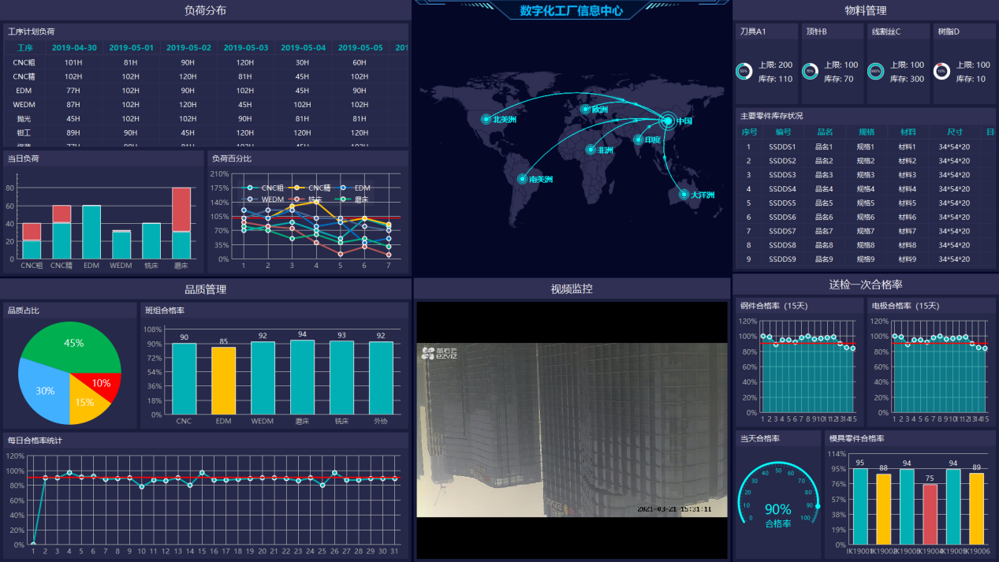 负荷分布
工序计划负荷
工序 2019-04-30 2019-05-01 2019-05-02 2019-05-03 2019-05-04 2019-05-05 201
CNC粗 101H 81H 90H 120H 30H 60H
CNC精 102H 102H 120H 81H 45H 102H
EDM 77H 102H 90H 102H 45H 90H
WEDM 87H 102H 120H 45H 102H 102H
抛光 45H 102H 102H 90H 81H 81H
钳工 89H 90H 45H 120H 120H 120H
当日负荷
80
60
40
20
0
CNC粗 CNC精 EDM WEDM 铣床 磨床
负荷百分比
210%
175%
140%
105%
70%
35%
0%
CNC粗 CNC精 EDM
WEDM 铣床 磨床
1 2 3 4 5 6 7
数字化工厂信息中心
北美洲
欧洲
中国
印度
非洲
南美洲
大洋洲
物料管理
刀具A1 顶针B 线割丝C 树脂D
上限: 200 上限: 100 上限: 100 上限: 100
库存: 110 库存: 70 库存: 300 库存: 10
55% 70% 300% 10%
主要零件库存状况
序号 编号 品名 规格 材料 尺寸
1 SSDDS1 品名1 规格1 材料1 34*54*20
2 SSDDS2 品名2 规格2 材料2 34*54*20
3 SSDDS3 品名3 规格3 材料3 34*54*20
4 SSDDS4 品名4 规格4 材料4 34*54*20
5 SSDDS5 品名5 规格5 材料5 34*54*20
6 SSDDS6 品名6 规格6 材料6 34*54*20
7 SSDDS7 品名7 规格7 材料7 34*54*20
8 SSDDS8 品名8 规格8 材料8 34*54*20
9 SSDDS9 品名9 规格9 材料9 34*54*20
品质管理
品质占比
45%
10%
15%
30%
班组合格率
108%
90%
72%
54%
36%
18%
0%
90 85 92 94 93 92
CNC EDM WEDM 磨床 铣床 外协
每日合格率统计
120%
100%
80%
60%
40%
20%
0%
1 2 3 4 5 6 7 8 9 10 11 12 13 14 15 16 17 18 19 20 21 22 23 24 25 26 27 28 29 30 31
视频监控
萤石云
ezviz
2021-03-21 15:31:11
送检一次合格率
钢件合格率（15天）
120%
100%
80%
60%
40%
20%
0%
1 2 3 4 5 6 7 8 9 10 11 12 13 14 15
电极合格率（15天）
120%
100%
80%
60%
40%
20%
0%
1 2 3 4 5 6 7 8 9 10 11 12 13 14 15
当天合格率
0 10 20 30 40 50 60 70 80 90 100
90%
合格率
模具零件合格率
114%
95%
76%
57%
38%
19%
0%
95 88 94 75 94 89
IK19001 IK19002 IK19003 IK19004 IK19005 IK19006